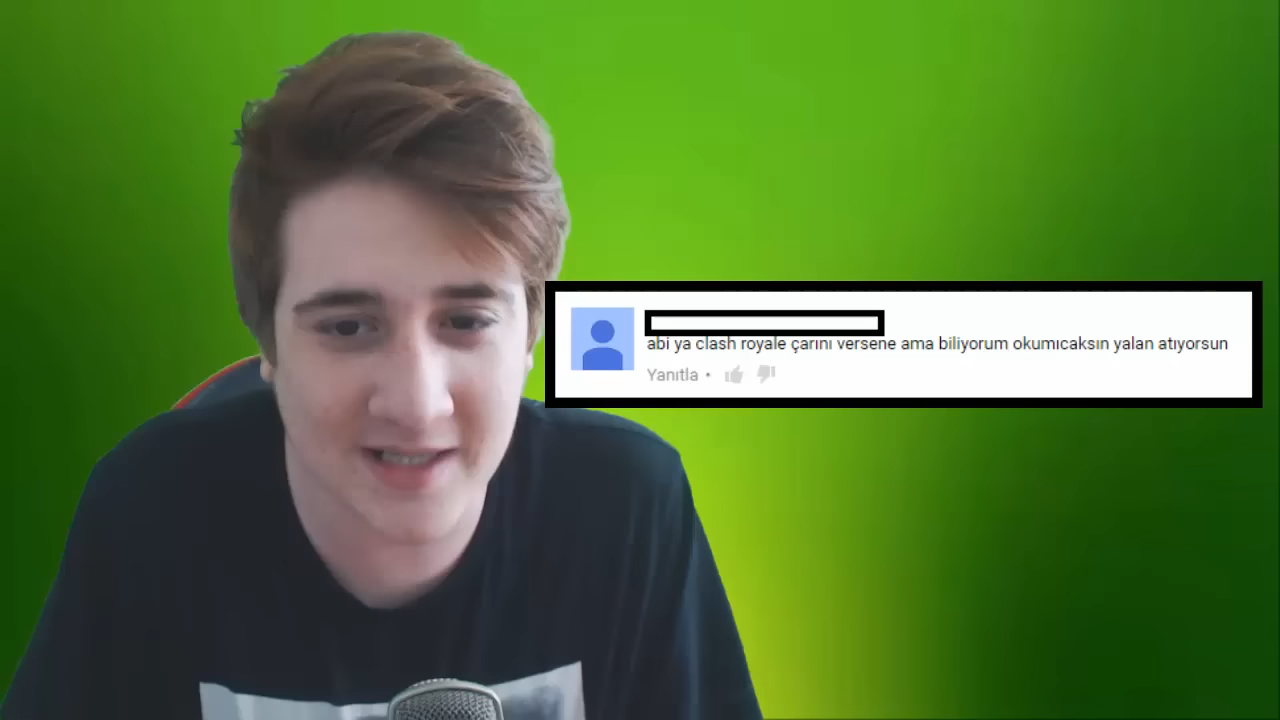 abi ya clash royale çarını versene ama biliyorum okumıcaksın yalan atıyorsun
Yanıtla •